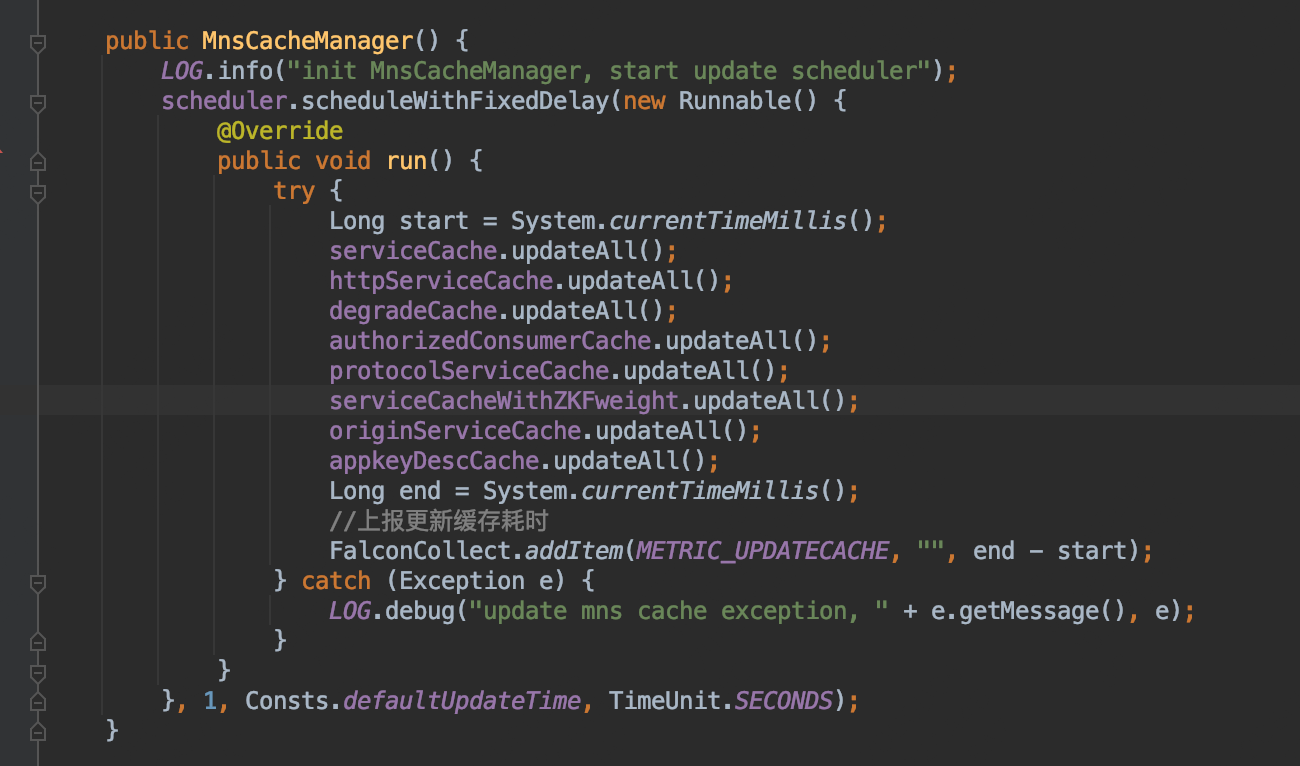 public MnsCacheManager() {
LOG.info("init MnsCacheManager, start update scheduler");
scheduler.scheduleWithFixedDelay(new Runnable() {
@Override
public void run() {
try {
Long start = System.currentTimeMillis();
serviceCache.updateAll();
httpServiceCache.updateAll();
degradeCache.updateAll();
authorizedConsumerCache.updateAll();
protocolServiceCache.updateAll();
serviceCacheWithZKFweight.updateAll();
originServiceCache.updateAll();
appkeyDescCache.updateAll();
Long end = System.currentTimeMillis();
//上报更新缓存耗时
FalconCollect.addItem(METRIC_UPDATECACHE, "", end - start);
} catch (Exception e) {
LOG.debug("update mns cache exception, " + e.getMessage(), e);
}
}
}, 1, Consts.defaultUpdateTime, TimeUnit.SECONDS);
}